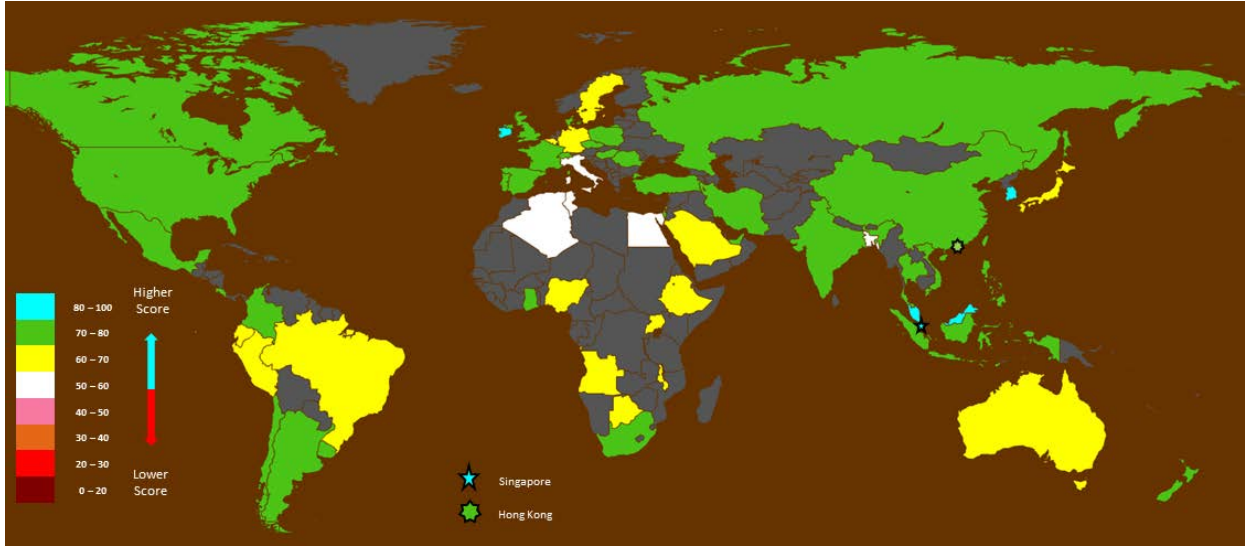 Higher
Score
80 – 100
70 – 80
60 – 70
50 – 60
40 – 50
30 – 40
20 – 30
0 – 20
Lower
Score
Singapore
Hong Kong